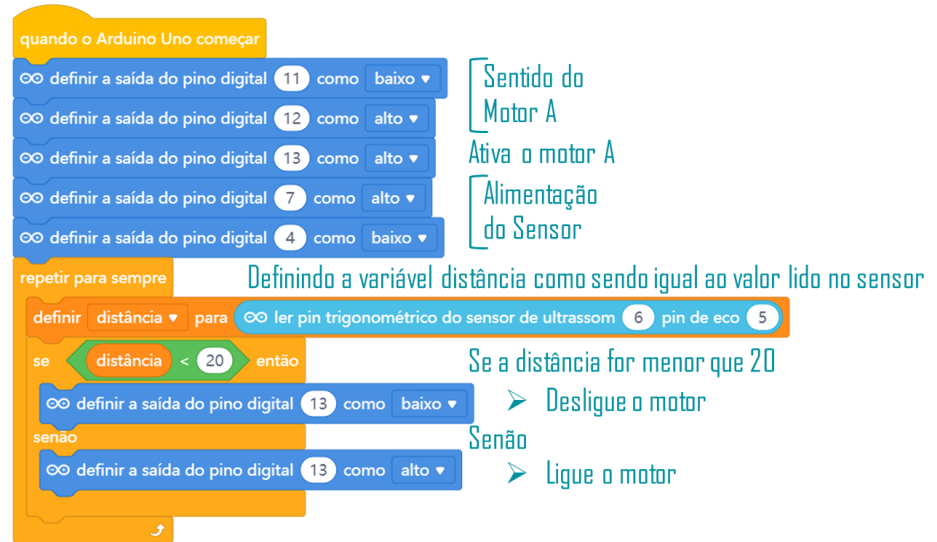 quando o Arduino Uno começar
definir a saída do pino digital 11 como baixo
Sentido do
definir a saída do pino digital 12 como alto
Motor A
definir a saída do pino digital 13 como alto
Ativa o motor A
definir a saída do pino digital 7 como alto
Alimentação
definir a saída do pino digital 4 como baixo
do Sensor
repetir para sempre
Definindo a variável distância como sendo igual ao valor lido no sensor
definir distância para ler pin trigonométrico do sensor de ultrassom 6 pin de eco 5
se distância < 20 então
Se a distância for menor que 20
definir a saída do pino digital 13 como baixo
Desligue o motor
senão
Senão
definir a saída do pino digital 13 como alto
Ligue o motor